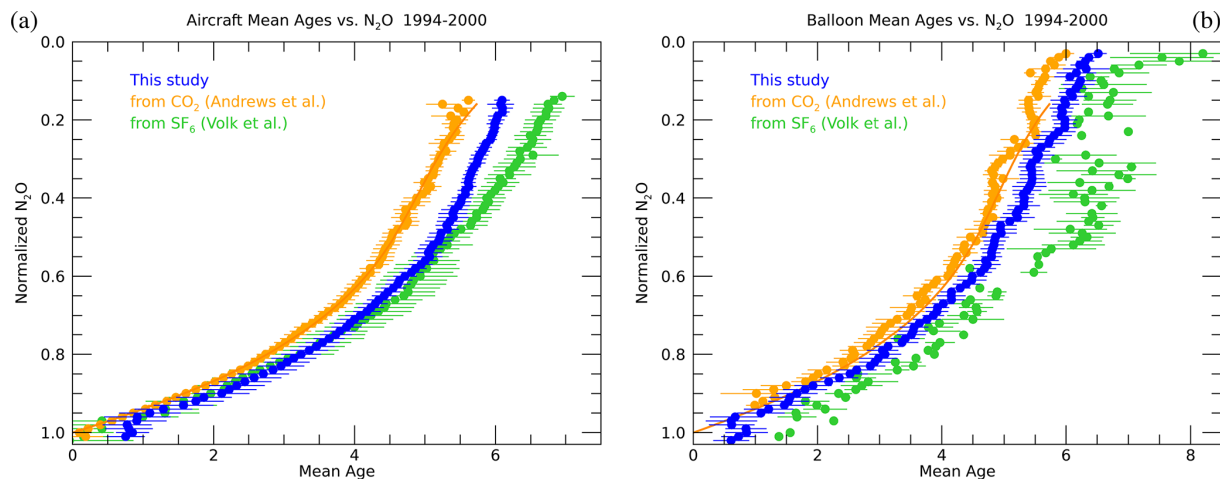 (a)
Aircraft Mean Ages vs. N₂O 1994-2000
This study
from CO₂ (Andrews et al.)
from SF₆ (Volk et al.)
Normalized N₂O
0.0
0.2
0.4
0.6
0.8
1.0
0
2
4
6
Mean Age
Balloon Mean Ages vs. N₂O 1994-2000
(b)
This study
from CO₂ (Andrews et al.)
from SF₆ (Volk et al.)
Normalized N₂O
0.0
0.2
0.4
0.6
0.8
1.0
0
2
4
6
8
Mean Age